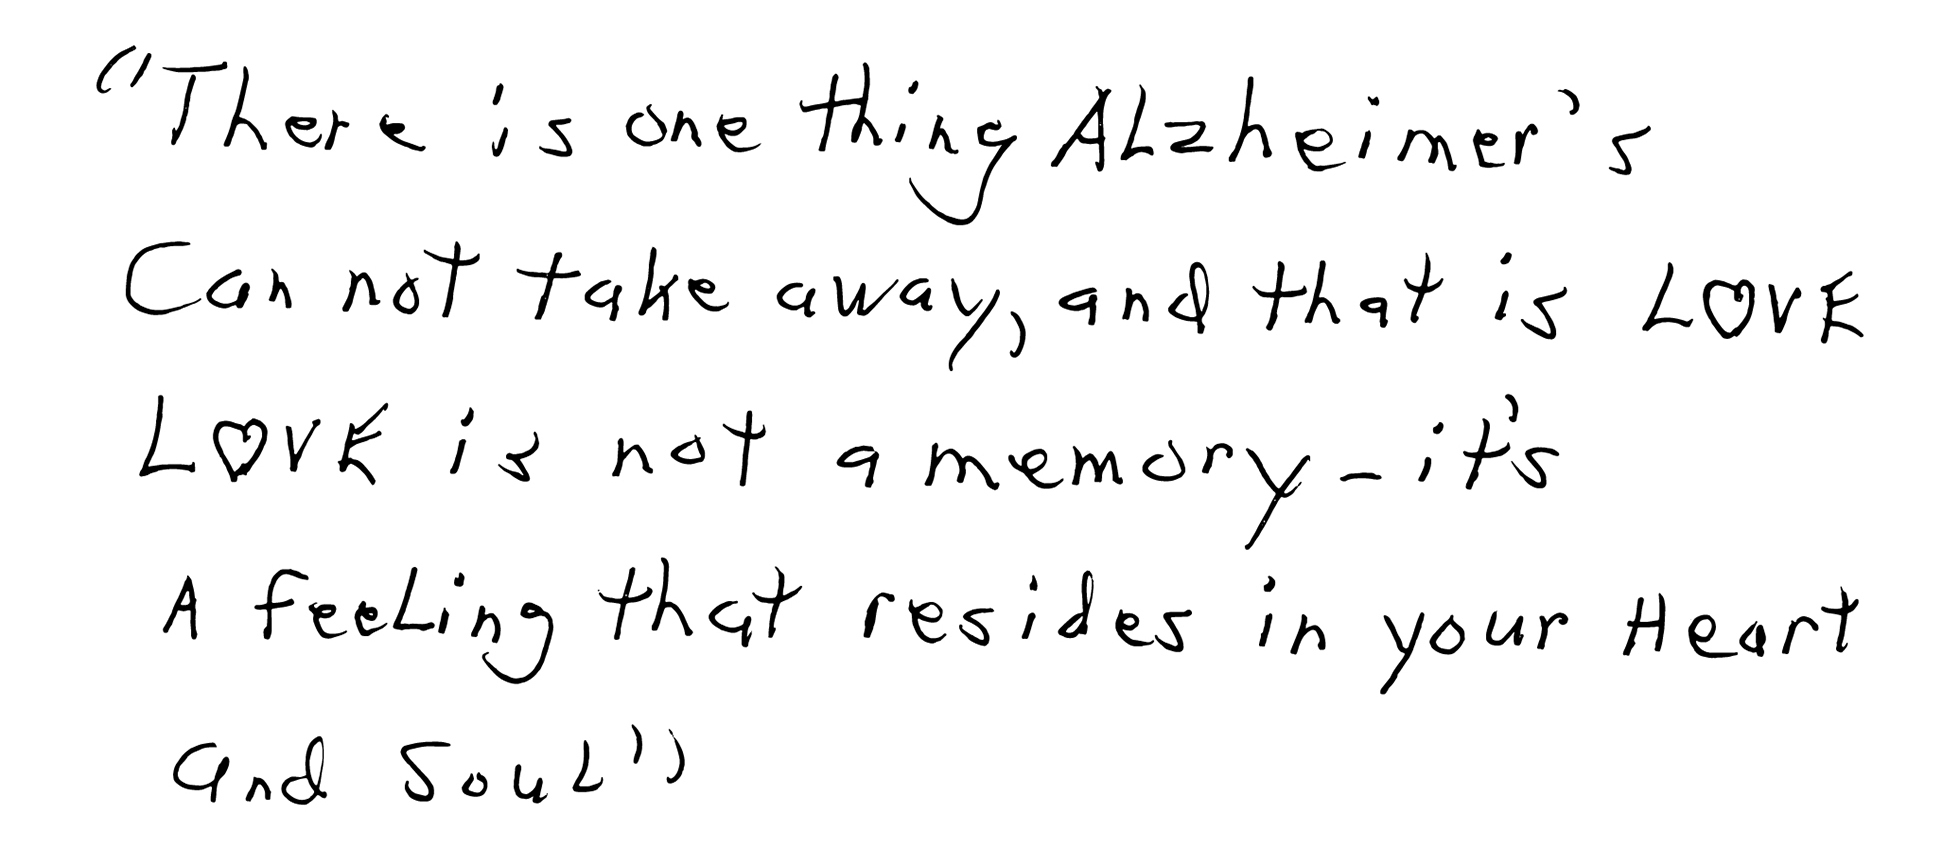 "There is one thing ALzheimer's
Can not take away, and that is LOVE
LOVE is not a memory - it's
A feeLing that resides in your Heart
and SouL"